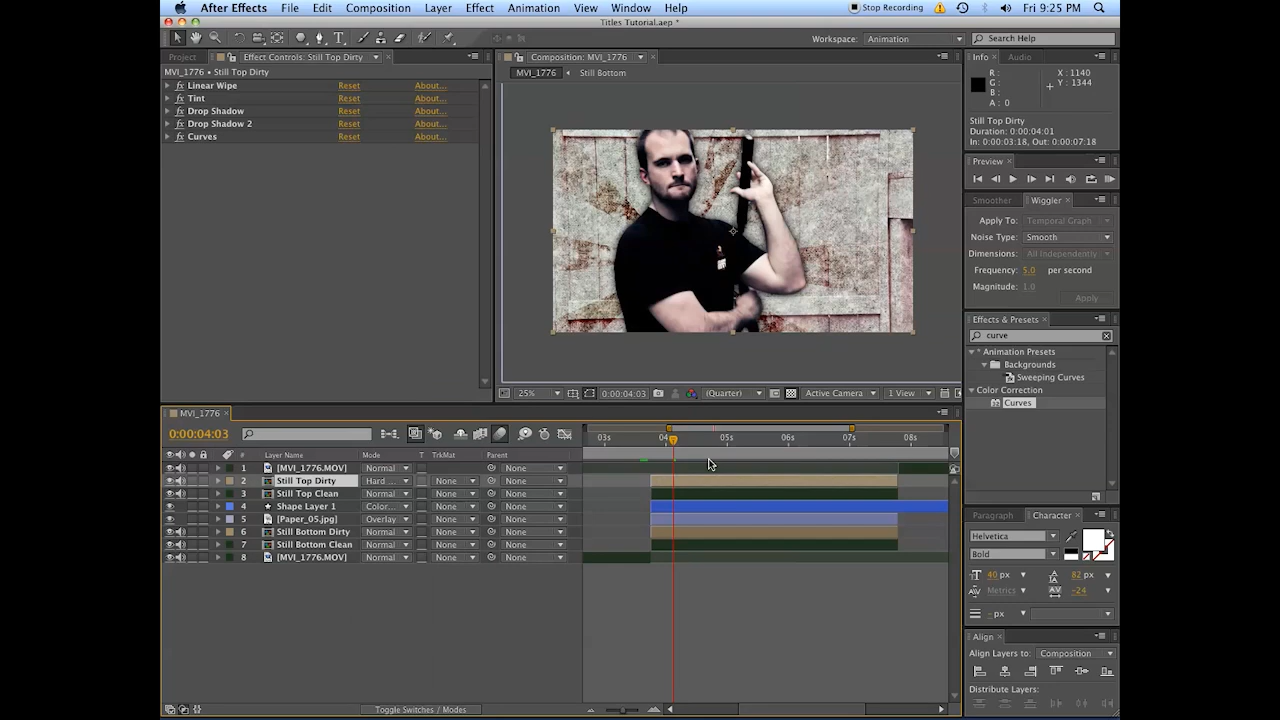 After Effects File Edit Composition Layer Effect Animation View Window Help Stop Recording Fri 9:25 PM
Titles Tutorial.aep *
Workspace: Animation Search Help
Project Effect Controls: Still Top Dirty Composition: MVI_1776 Info Audio
MVI_1776 • Still Top Dirty MVI_1776 Still Bottom
fx Linear Wipe Reset About...
fx Tint Reset About...
fx Drop Shadow Reset About...
fx Drop Shadow 2 Reset About...
fx Curves Reset About...
R : X : 1140
G : Y : 1344
B :
A : 0
Still Top Dirty
Duration: 0:00:04:01
In: 0:00:03:18, Out: 0:00:07:18
Preview
Smoother Wiggler
Apply To: Temporal Graph
Noise Type: Smooth
Dimensions: All Independently
Frequency: 5.0 per second
Magnitude: 1.0
Apply
Effects & Presets
curve
* Animation Presets
Backgrounds
Sweeping Curves
Color Correction
Curves
25% 0:00:04:03 (Quarter) Active Camera 1 View
MVI_1776
0:00:04:03 03s 04 05s 06s 07s 08s
# Layer Name Mode T TrkMat Parent
1 [MVI_1776.MOV] Normal None
2 Still Top Dirty Hard ... None None
3 Still Top Clean Normal None None
4 Shape Layer 1 Color... None None
5 [Paper_05.jpg] Overlay None None
6 Still Bottom Dirty Normal None None
7 Still Bottom Clean Normal None None
8 [MVI_1776.MOV] Normal None None
Paragraph Character
Helvetica
Bold
40 px 82 px
Metrics -24
- px
Align
Align Layers to: Composition
Distribute Layers:
Toggle Switches / Modes